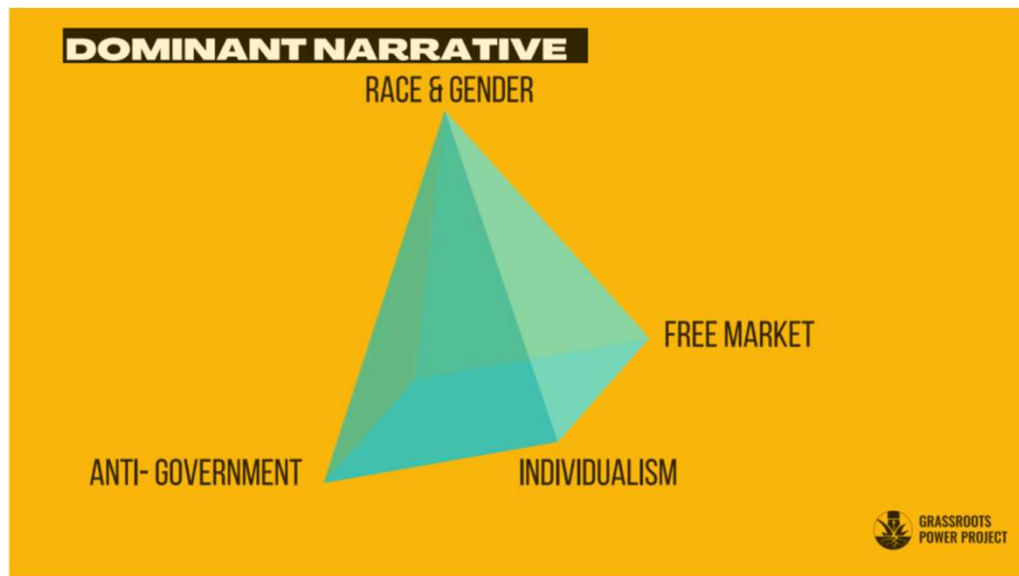 DOMINANT NARRATIVE
RACE & GENDER
FREE MARKET
ANTI- GOVERNMENT
INDIVIDUALISM
GRASSROOTS
POWER PROJECT